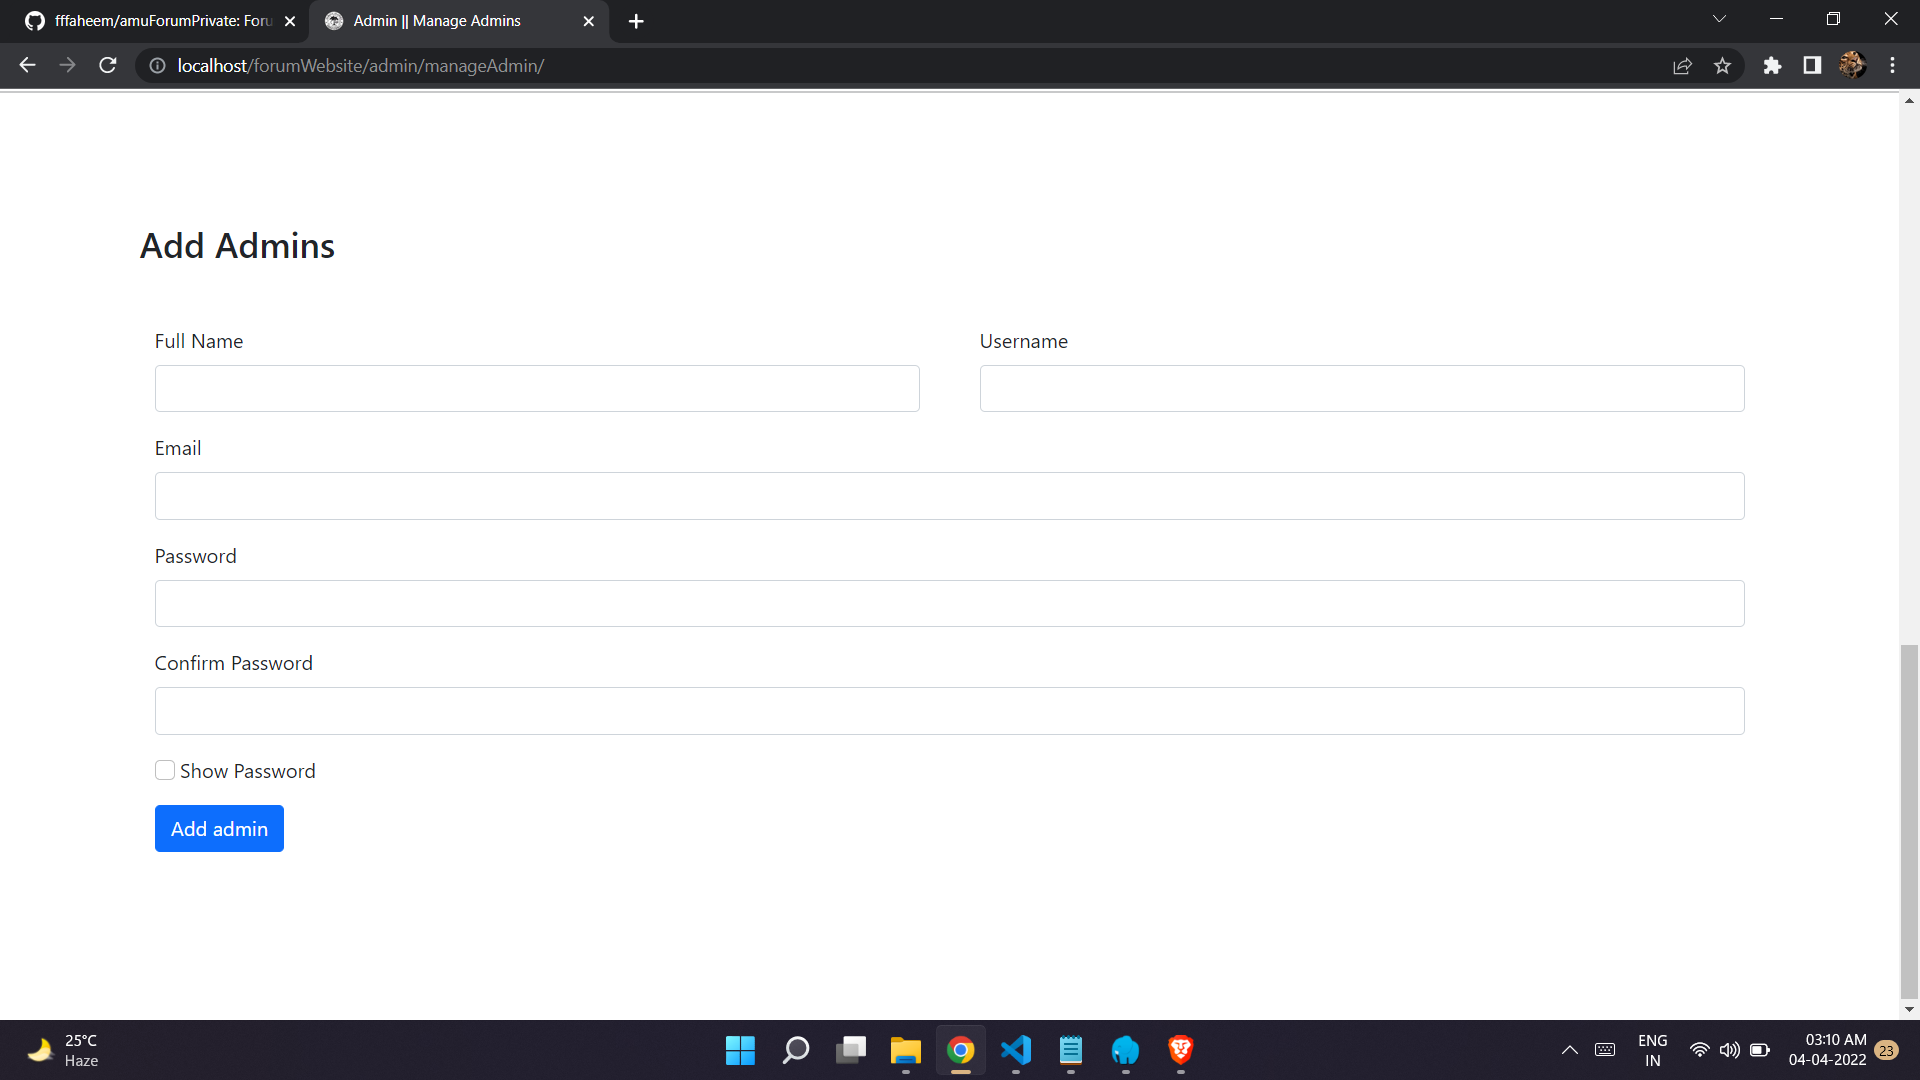 fffaheem/amuForumPrivate: Foru
Admin || Manage Admins
localhost/forumWebsite/admin/manageAdmin/
Add Admins
Full Name
Username
Email
Password
Confirm Password
Show Password
Add admin
25°C
Haze
ENG
IN
03:10 AM
04-04-2022
23